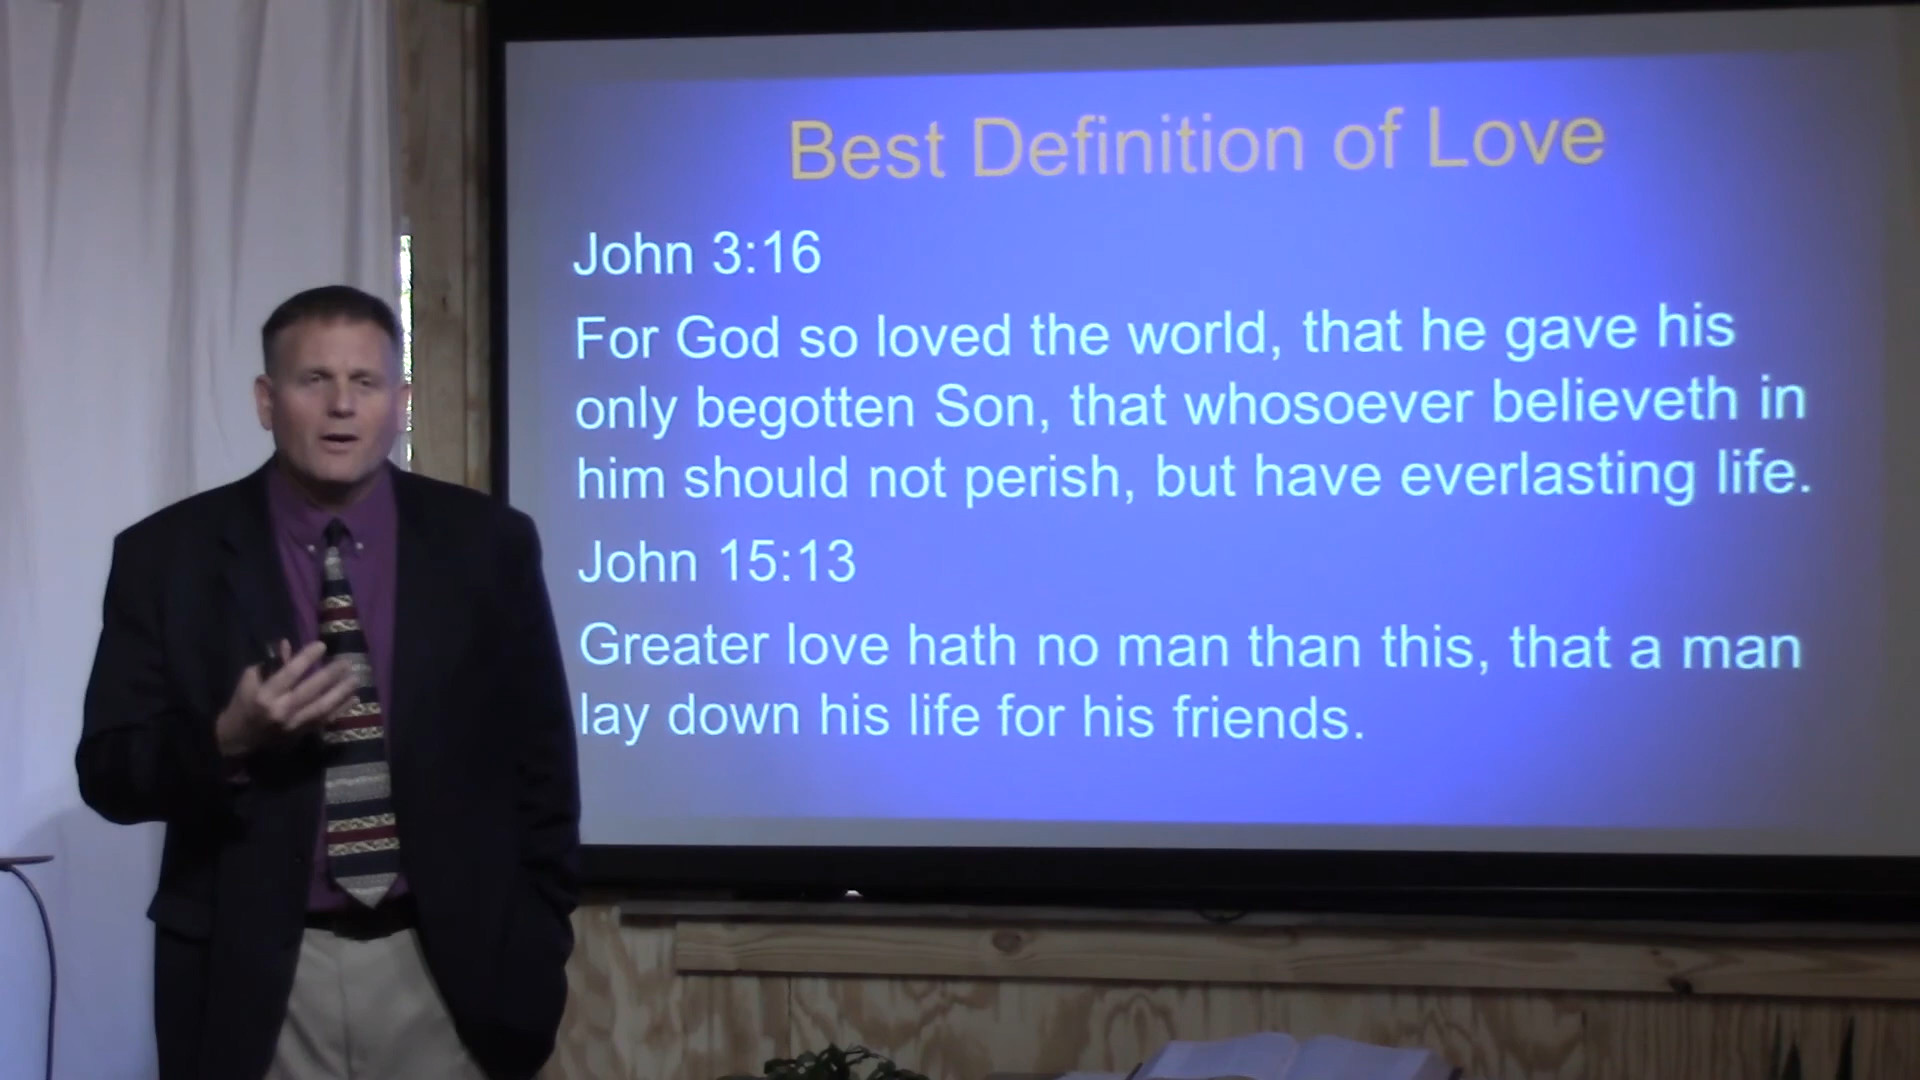 Best Definition of Love
John 3:16
For God so loved the world, that he gave his
only begotten Son, that whosoever believeth in
him should not perish, but have everlasting life.
John 15:13
Greater love hath no man than this, that a man
lay down his life for his friends.